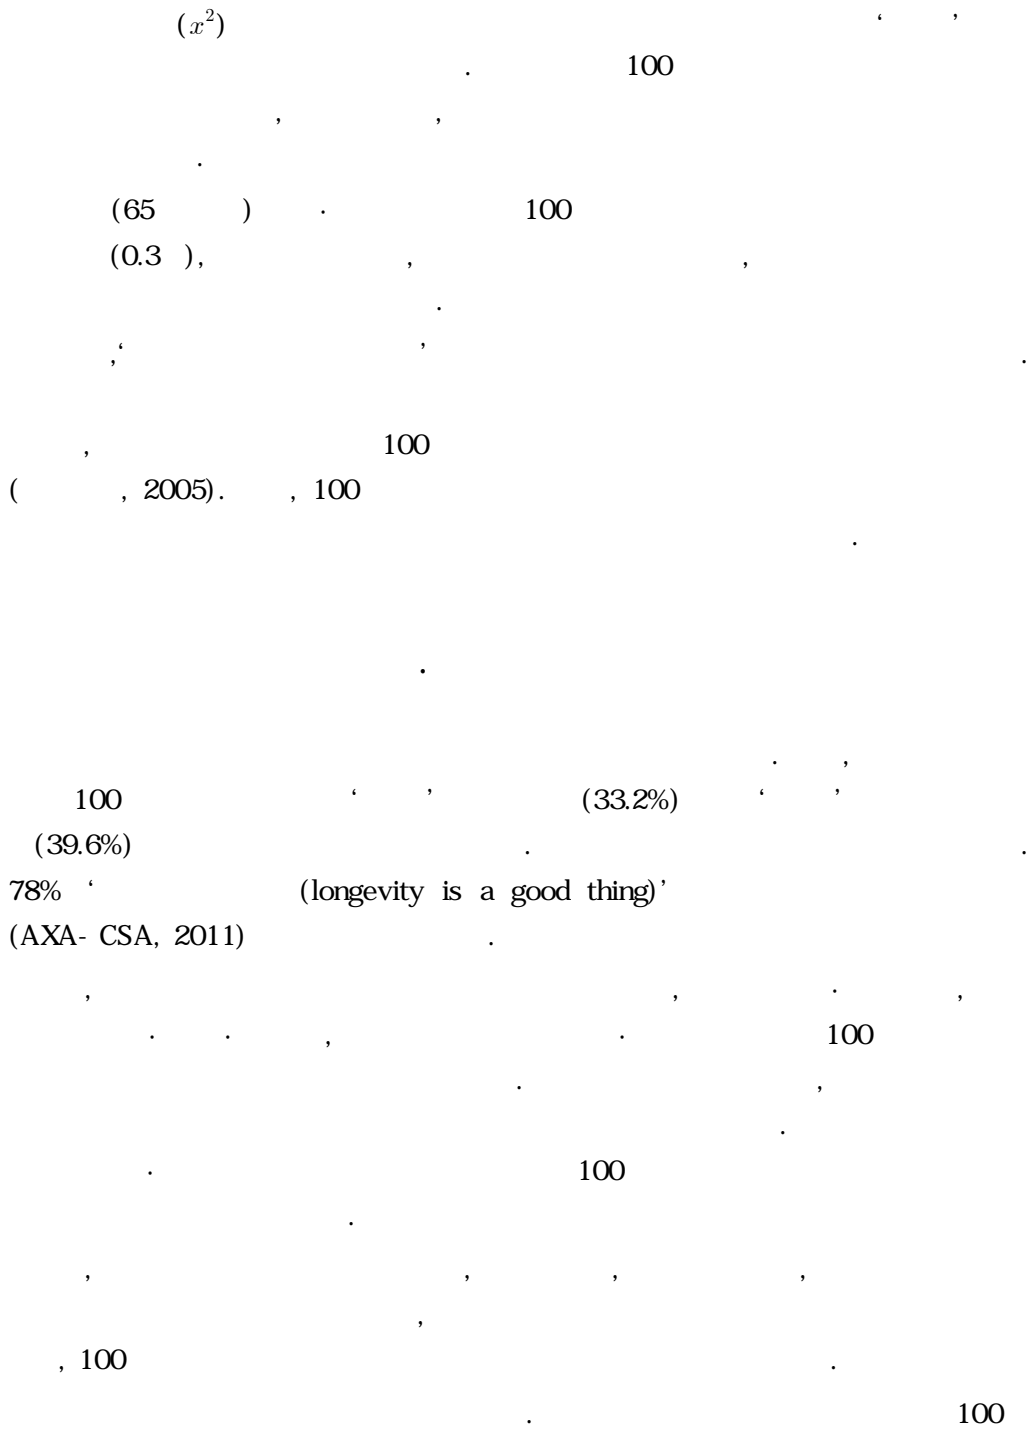 (x²) ‘ ’
. 100
, ,
.
(65 ) · 100
(0.3 ), , ,
.
,‘ ’ .
, 100
( , 2005). , 100
.
·
. ,
100 ‘ ’ (33.2%) ‘ ’
(39.6%) . .
78% ‘ (longevity is a good thing)’
(AXA- CSA, 2011) .
, , · ,
· · , · 100
. ,
.
. 100
.
, , , ,
,
, 100 .
. 100